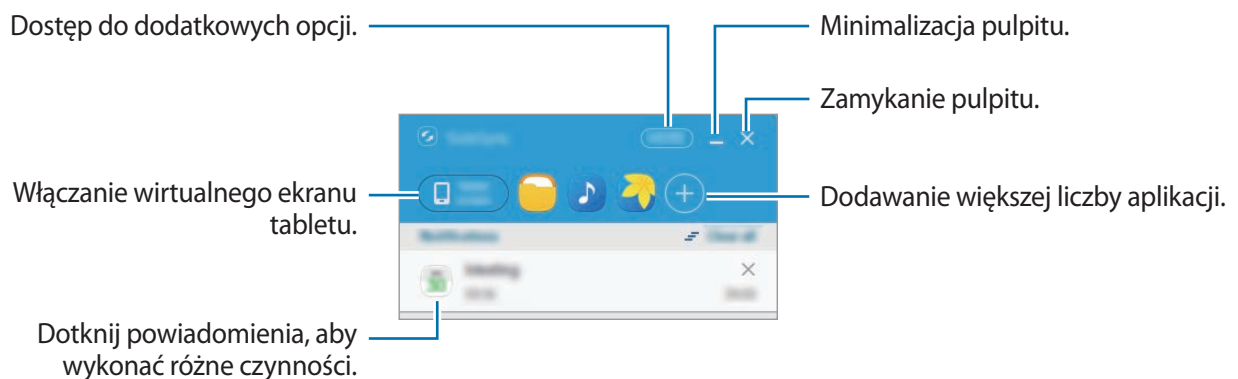 Dostęp do dodatkowych opcji.
Minimalizacja pulpitu.
Zamykanie pulpitu.
Włączanie wirtualnego ekranu
tabletu.
Dodawanie większej liczby aplikacji.
Dotknij powiadomienia, aby
wykonać różne czynności.